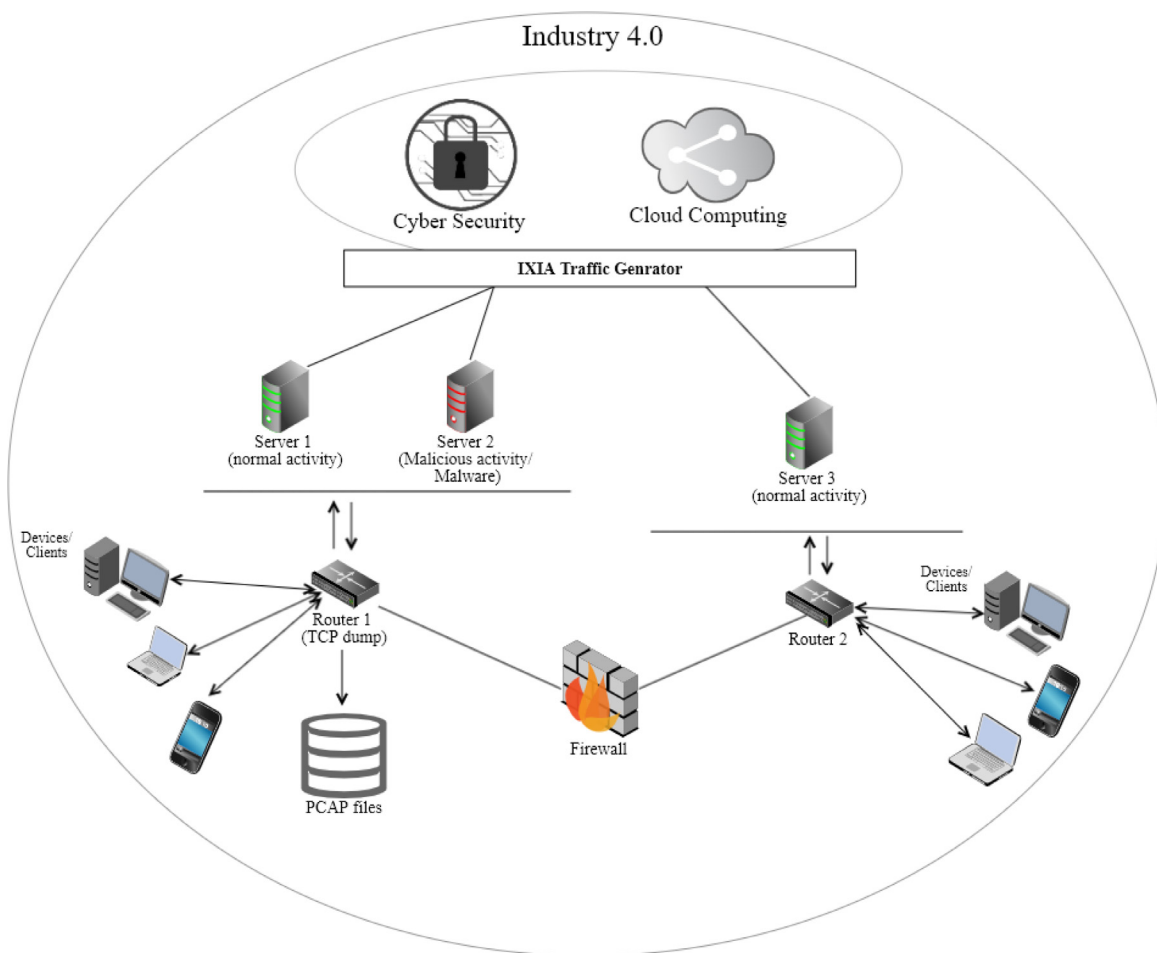 Industry 4.0
Cyber Security
Cloud Computing
IXIA Traffic Genrator
Server 1
(normal activity)
Server 2
(Malicious activity/
Malware)
Server 3
(normal activity)
Devices/
Clients
Router 1
(TCP dump)
Devices/
Clients
Router 2
Firewall
PCAP files